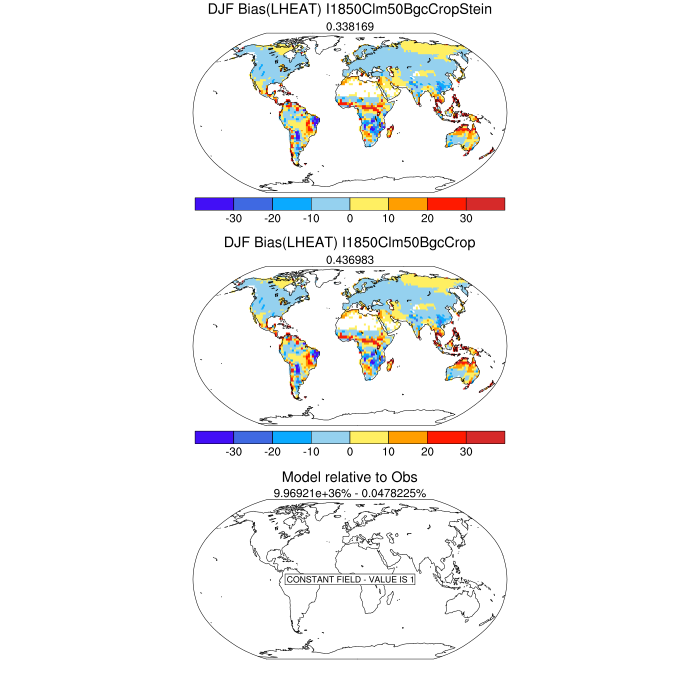 DJF Bias(LHEAT) I1850Clm50BgcCropStein
0.338169
-30 -20 -10 0 10 20 30
DJF Bias(LHEAT) I1850Clm50BgcCrop
0.436983
-30 -20 -10 0 10 20 30
Model relative to Obs
9.96921e+36% - 0.0478225%
CONSTANT FIELD - VALUE IS 1